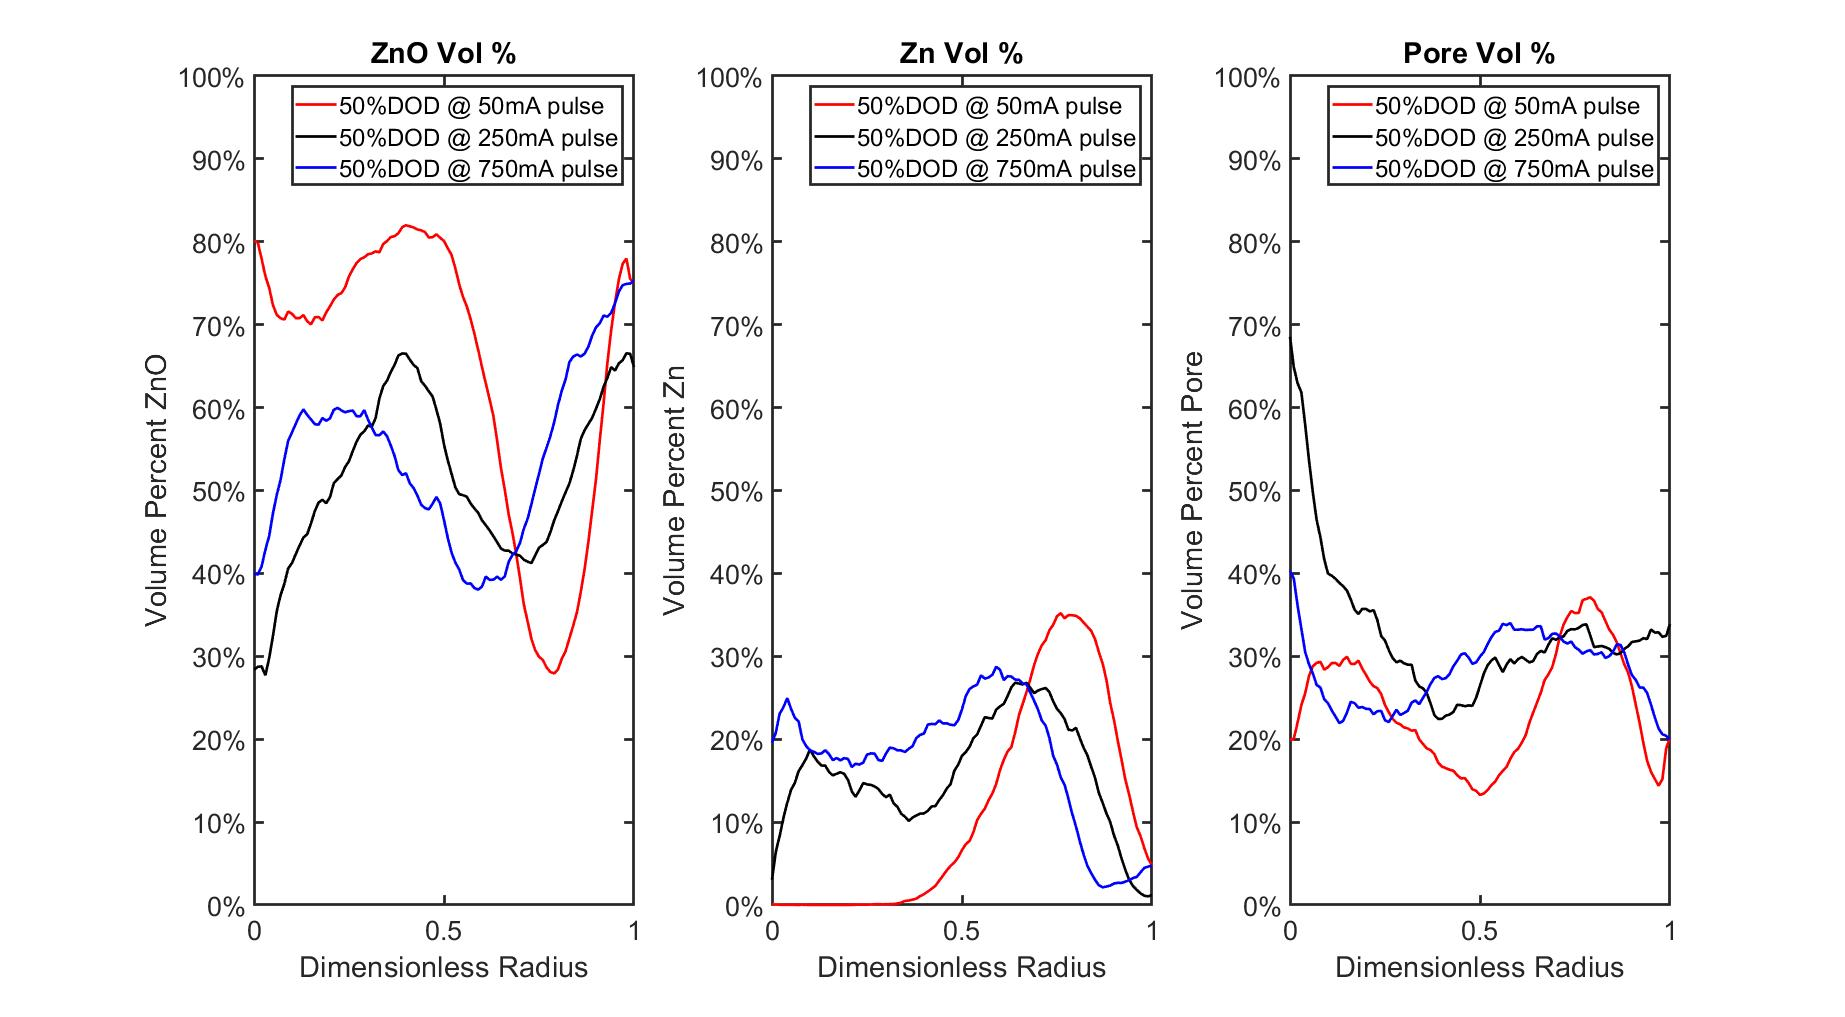 ZnO Vol %
100%
90%
80%
70%
60%
50%
40%
30%
20%
10%
0%
Volume Percent ZnO
50%DOD @ 50mA pulse
50%DOD @ 250mA pulse
50%DOD @ 750mA pulse
0
0.5
1
Dimensionless Radius
Zn Vol %
100%
90%
80%
70%
60%
50%
40%
30%
20%
10%
0%
Volume Percent Zn
50%DOD @ 50mA pulse
50%DOD @ 250mA pulse
50%DOD @ 750mA pulse
0
0.5
1
Dimensionless Radius
Pore Vol %
100%
90%
80%
70%
60%
50%
40%
30%
20%
10%
0%
Volume Percent Pore
50%DOD @ 50mA pulse
50%DOD @ 250mA pulse
50%DOD @ 750mA pulse
0
0.5
1
Dimensionless Radius